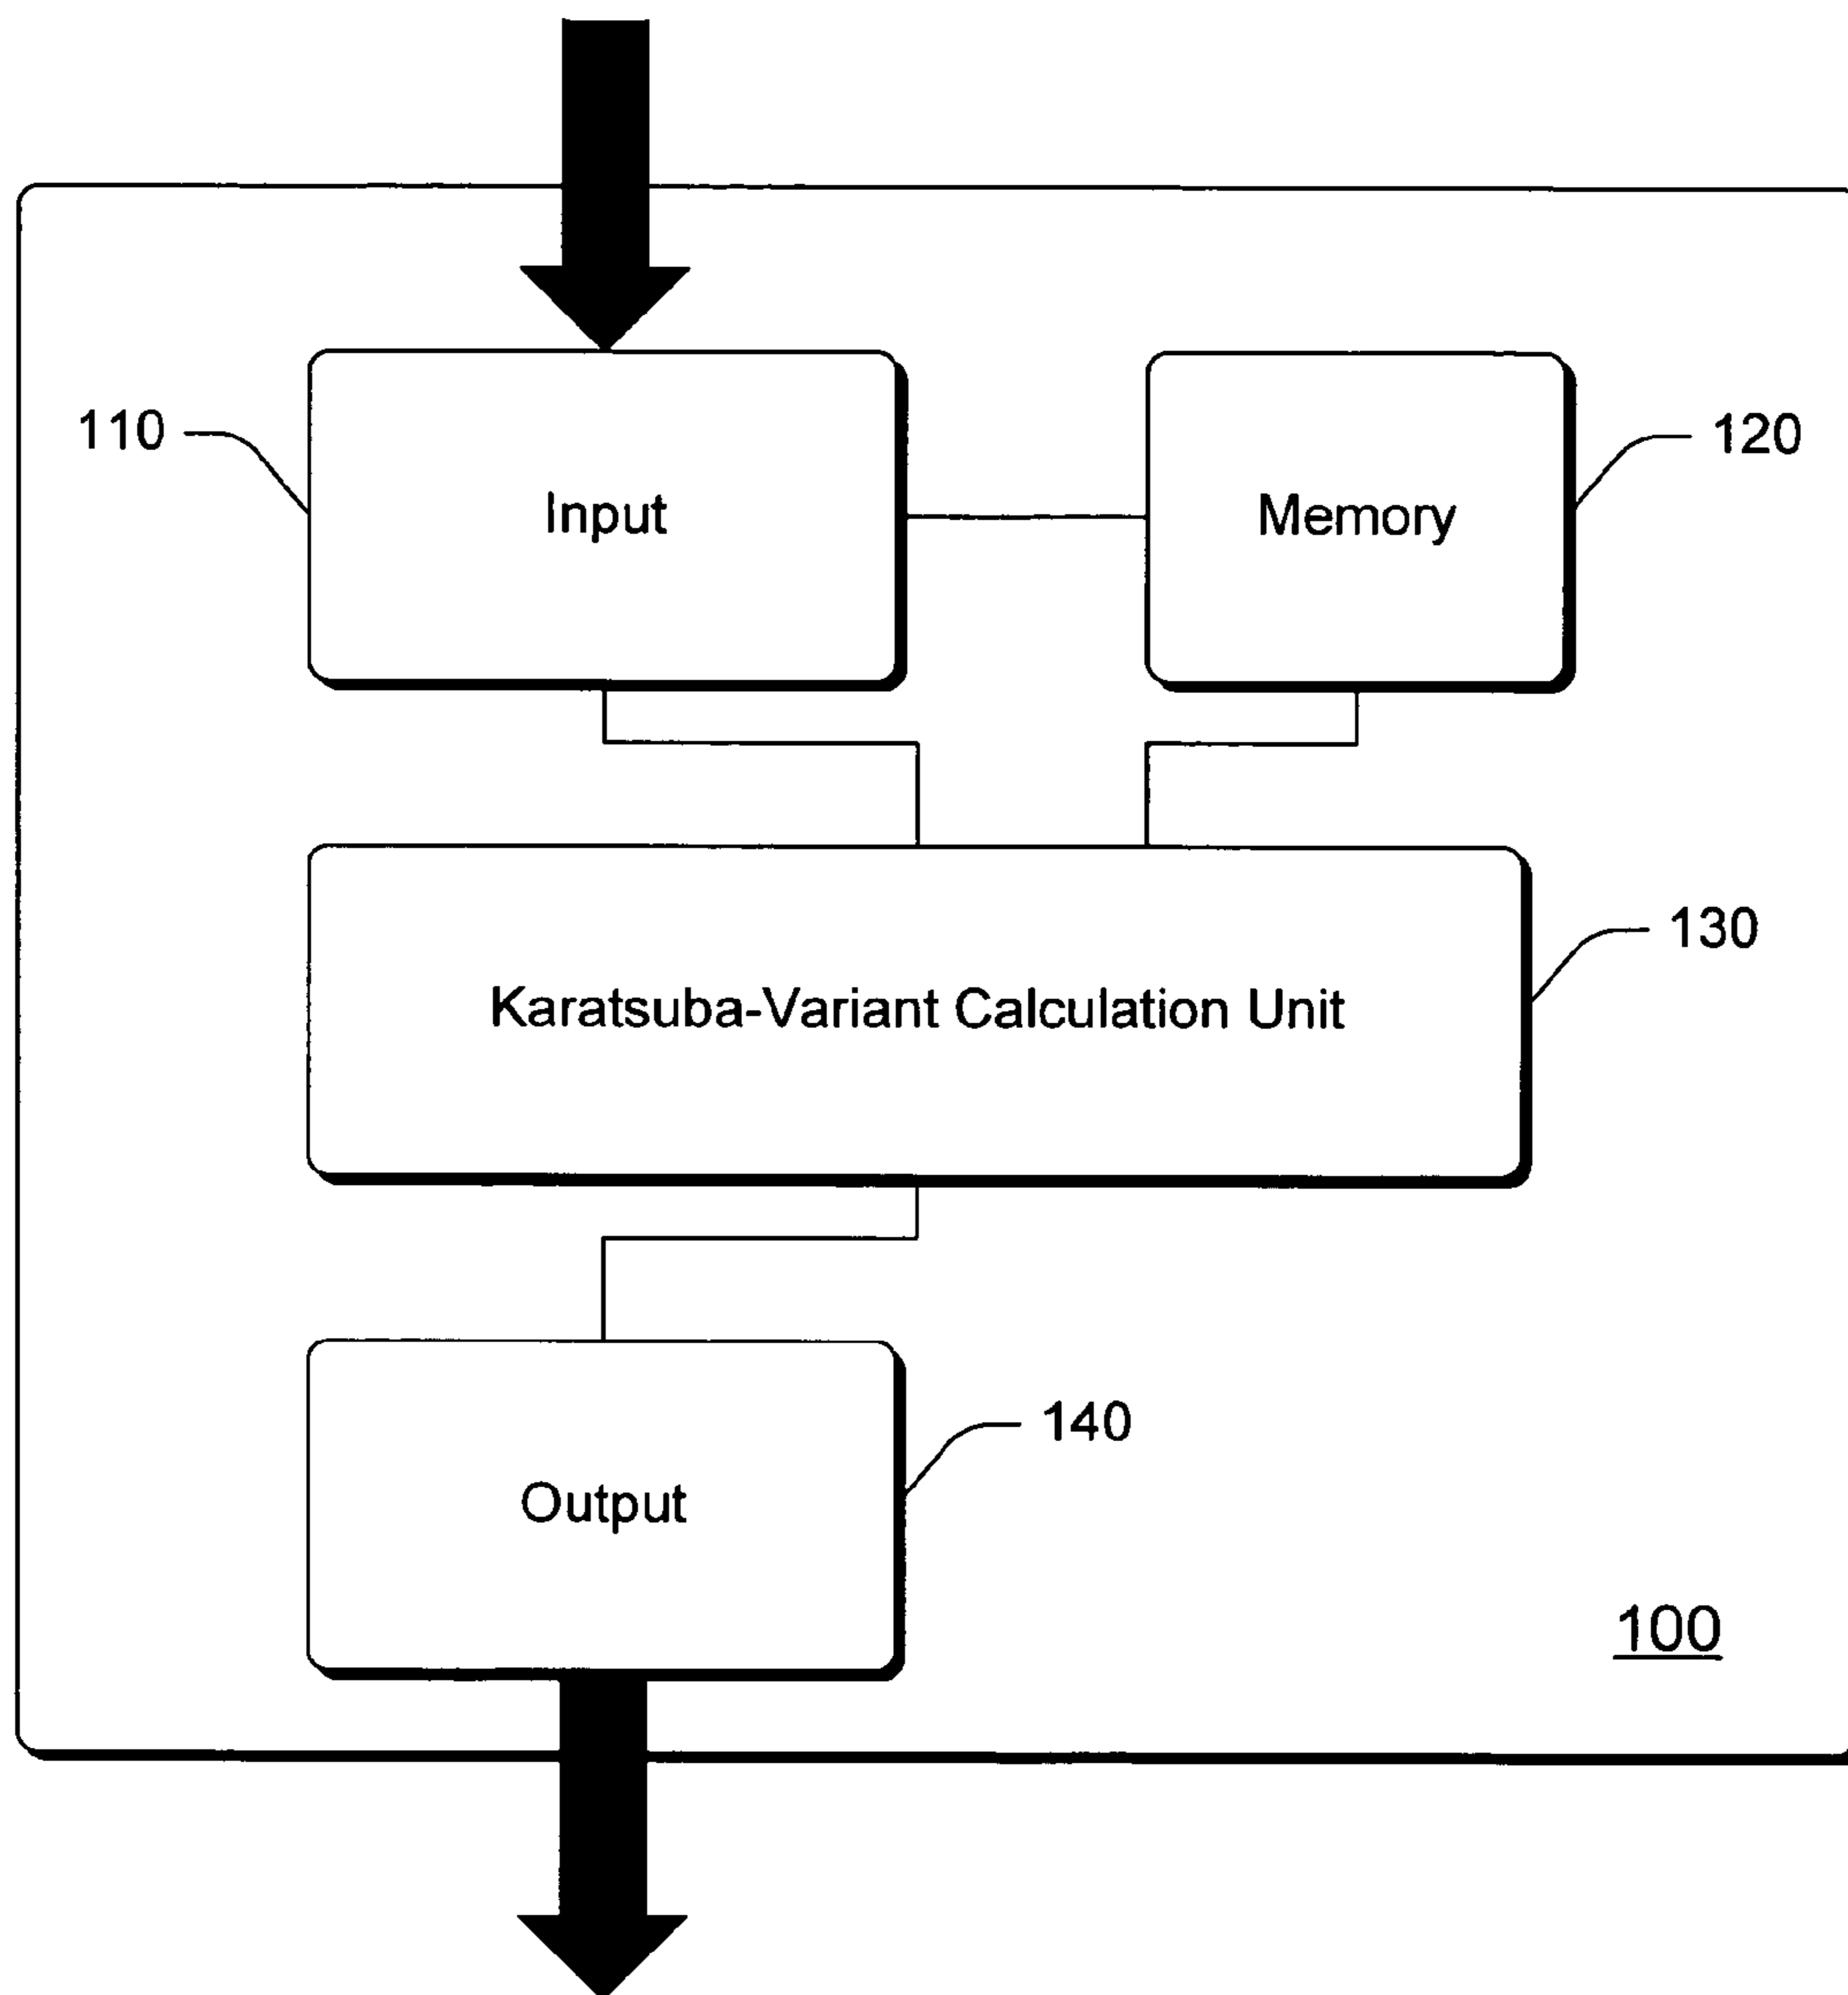 110
Input
Memory
120
130
Karatsuba-Variant Calculation Unit
140
Output
100